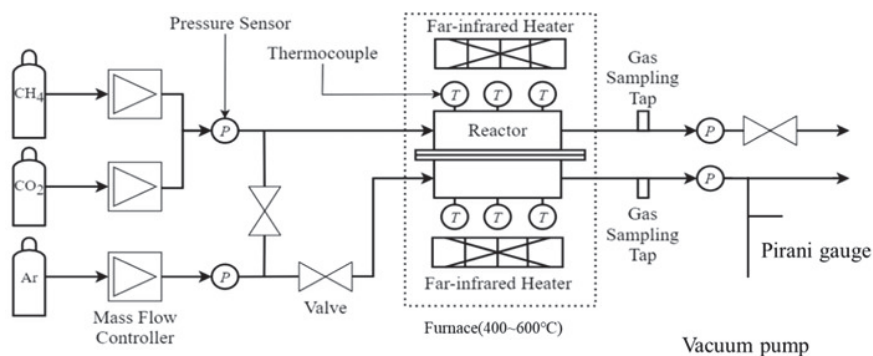 Pressure Sensor
Far-infrared Heater
Thermocouple
Gas
Sampling
Tap
T T T
CH4
P
Reactor
P
CO2
P
T T T
Gas
Sampling
Tap
Pirani gauge
Ar
P
Valve
Far-infrared Heater
Mass Flow
Controller
Furnace(400~600℃)
Vacuum pump